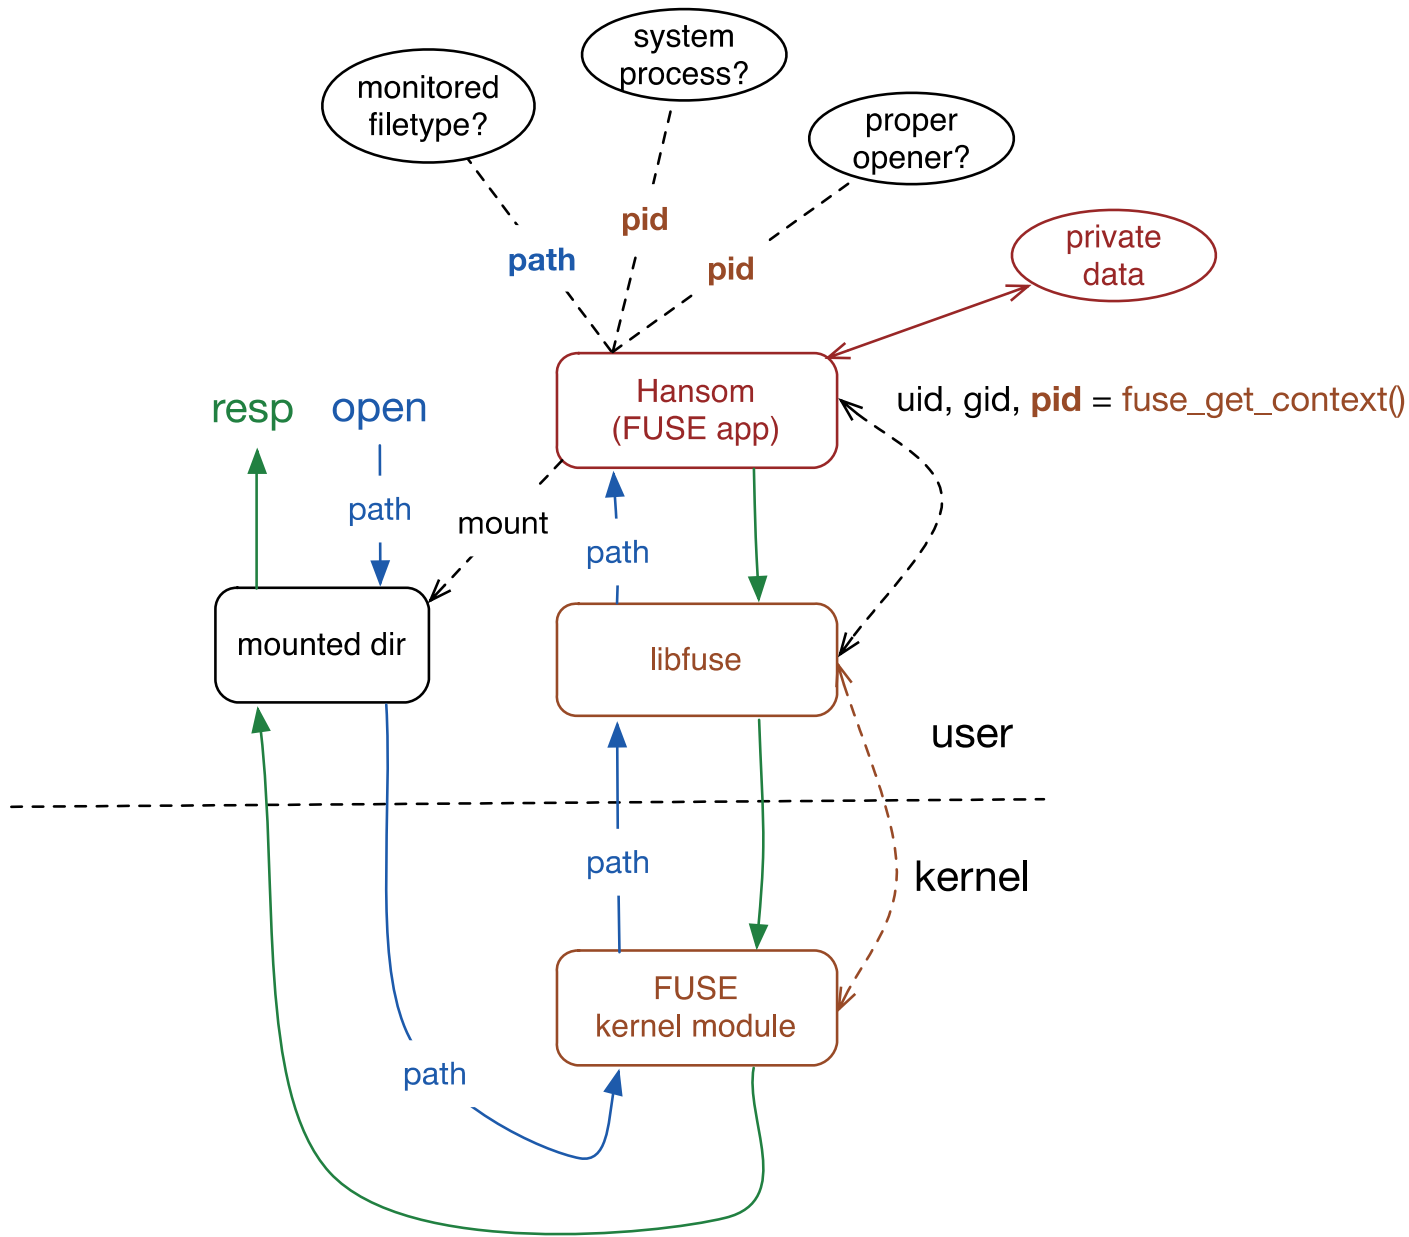 system
process?
monitored
filetype?
proper
opener?
pid
path
pid
private
data
Hansom
(FUSE app)
uid, gid, pid = fuse_get_context()
resp
open
path
mount
path
mounted dir
libfuse
user
path
kernel
FUSE
kernel module
path